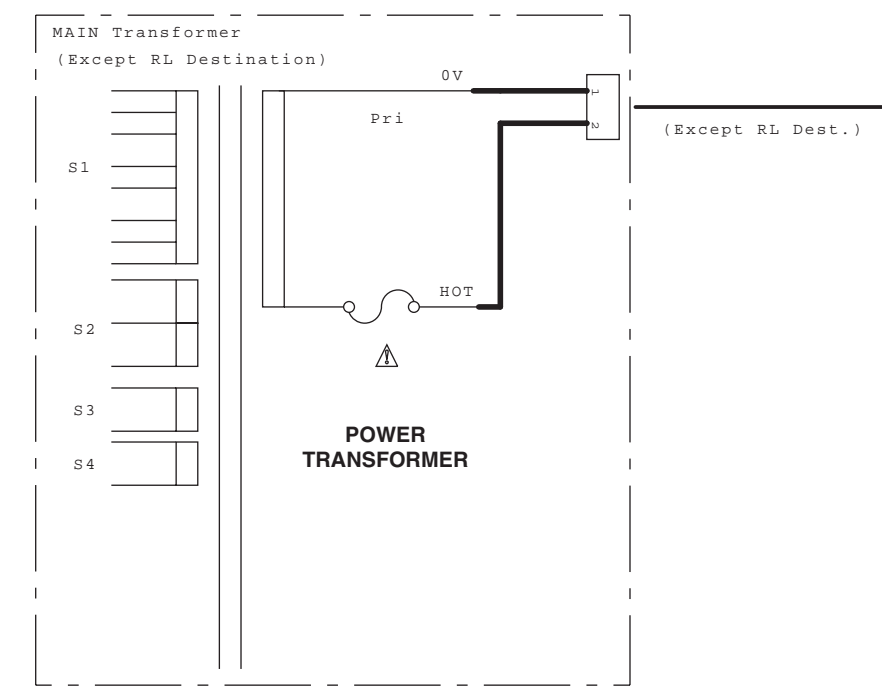 MAIN Transformer
(Except RL Destination)
0V
1
Pri
2
(Except RL Dest.)
S1
HOT
S2
S3
POWER
TRANSFORMER
S4